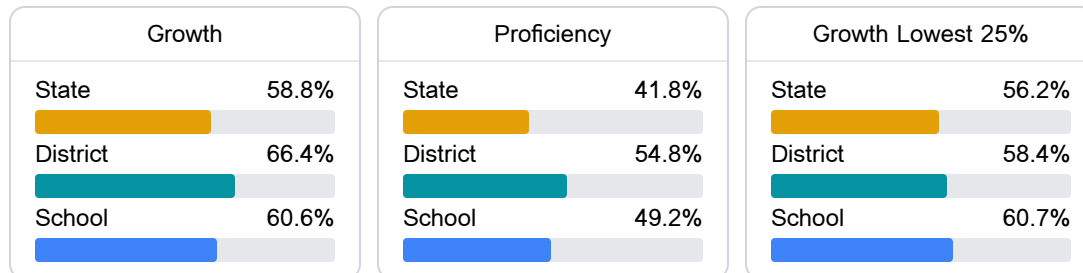 Growth
State 58.8%
District 66.4%
School 60.6%
Proficiency
State 41.8%
District 54.8%
School 49.2%
Growth Lowest 25%
State 56.2%
District 58.4%
School 60.7%